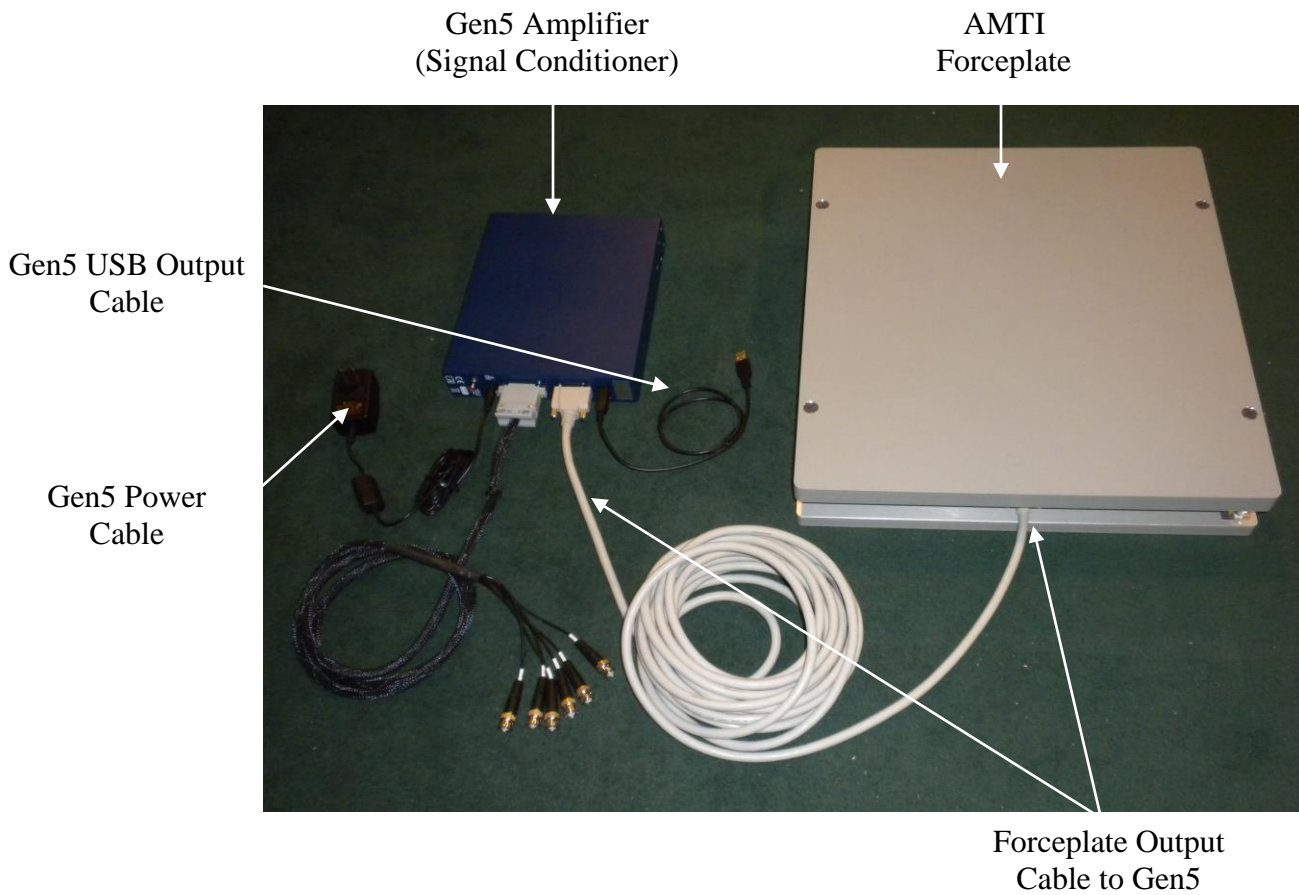 Gen5 Amplifier
(Signal Conditioner)
AMTI
Forceplate
Gen5 USB Output
Cable
Gen5 Power
Cable
Forceplate Output
Cable to Gen5